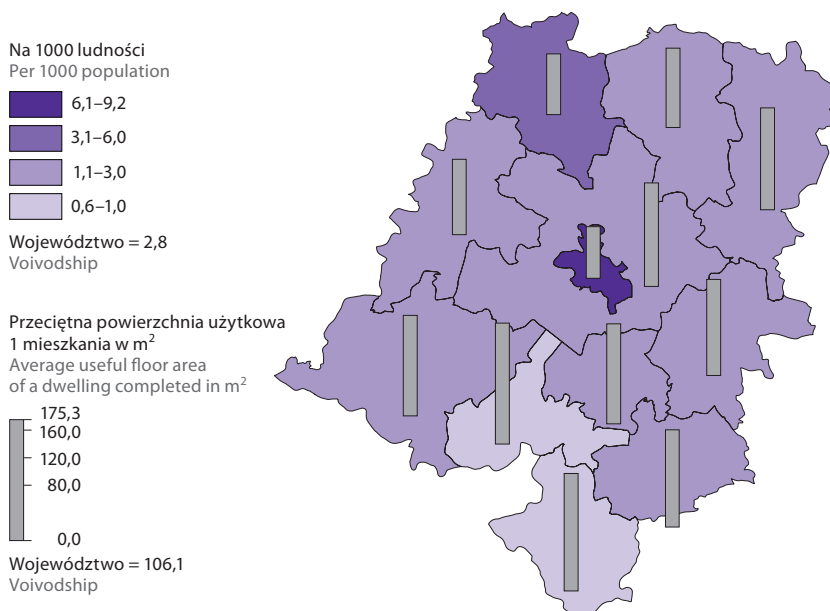 Na 1000 ludności
Per 1000 population
6,1–9,2
3,1–6,0
1,1–3,0
0,6–1,0
Województwo = 2,8
Voivodship
Przeciętna powierzchnia użytkowa
1 mieszkania w m²
Average useful floor area
of a dwelling completed in m²
175,3
160,0
120,0
80,0
0,0
Województwo = 106,1
Voivodship